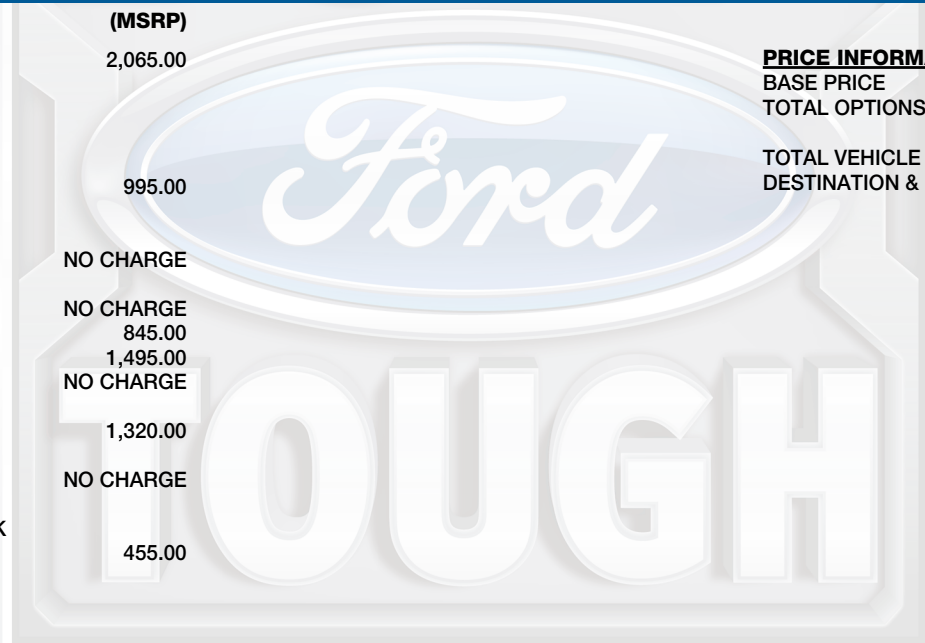 (MSRP)
2,065.00
995.00
NO CHARGE
NO CHARGE
845.00
1,495.00
NO CHARGE
1,320.00
NO CHARGE
K
455.00
PRICE INFORM
BASE PRICE
TOTAL OPTIONS
TOTAL VEHICLE
DESTINATION &
Ford
TOUGH